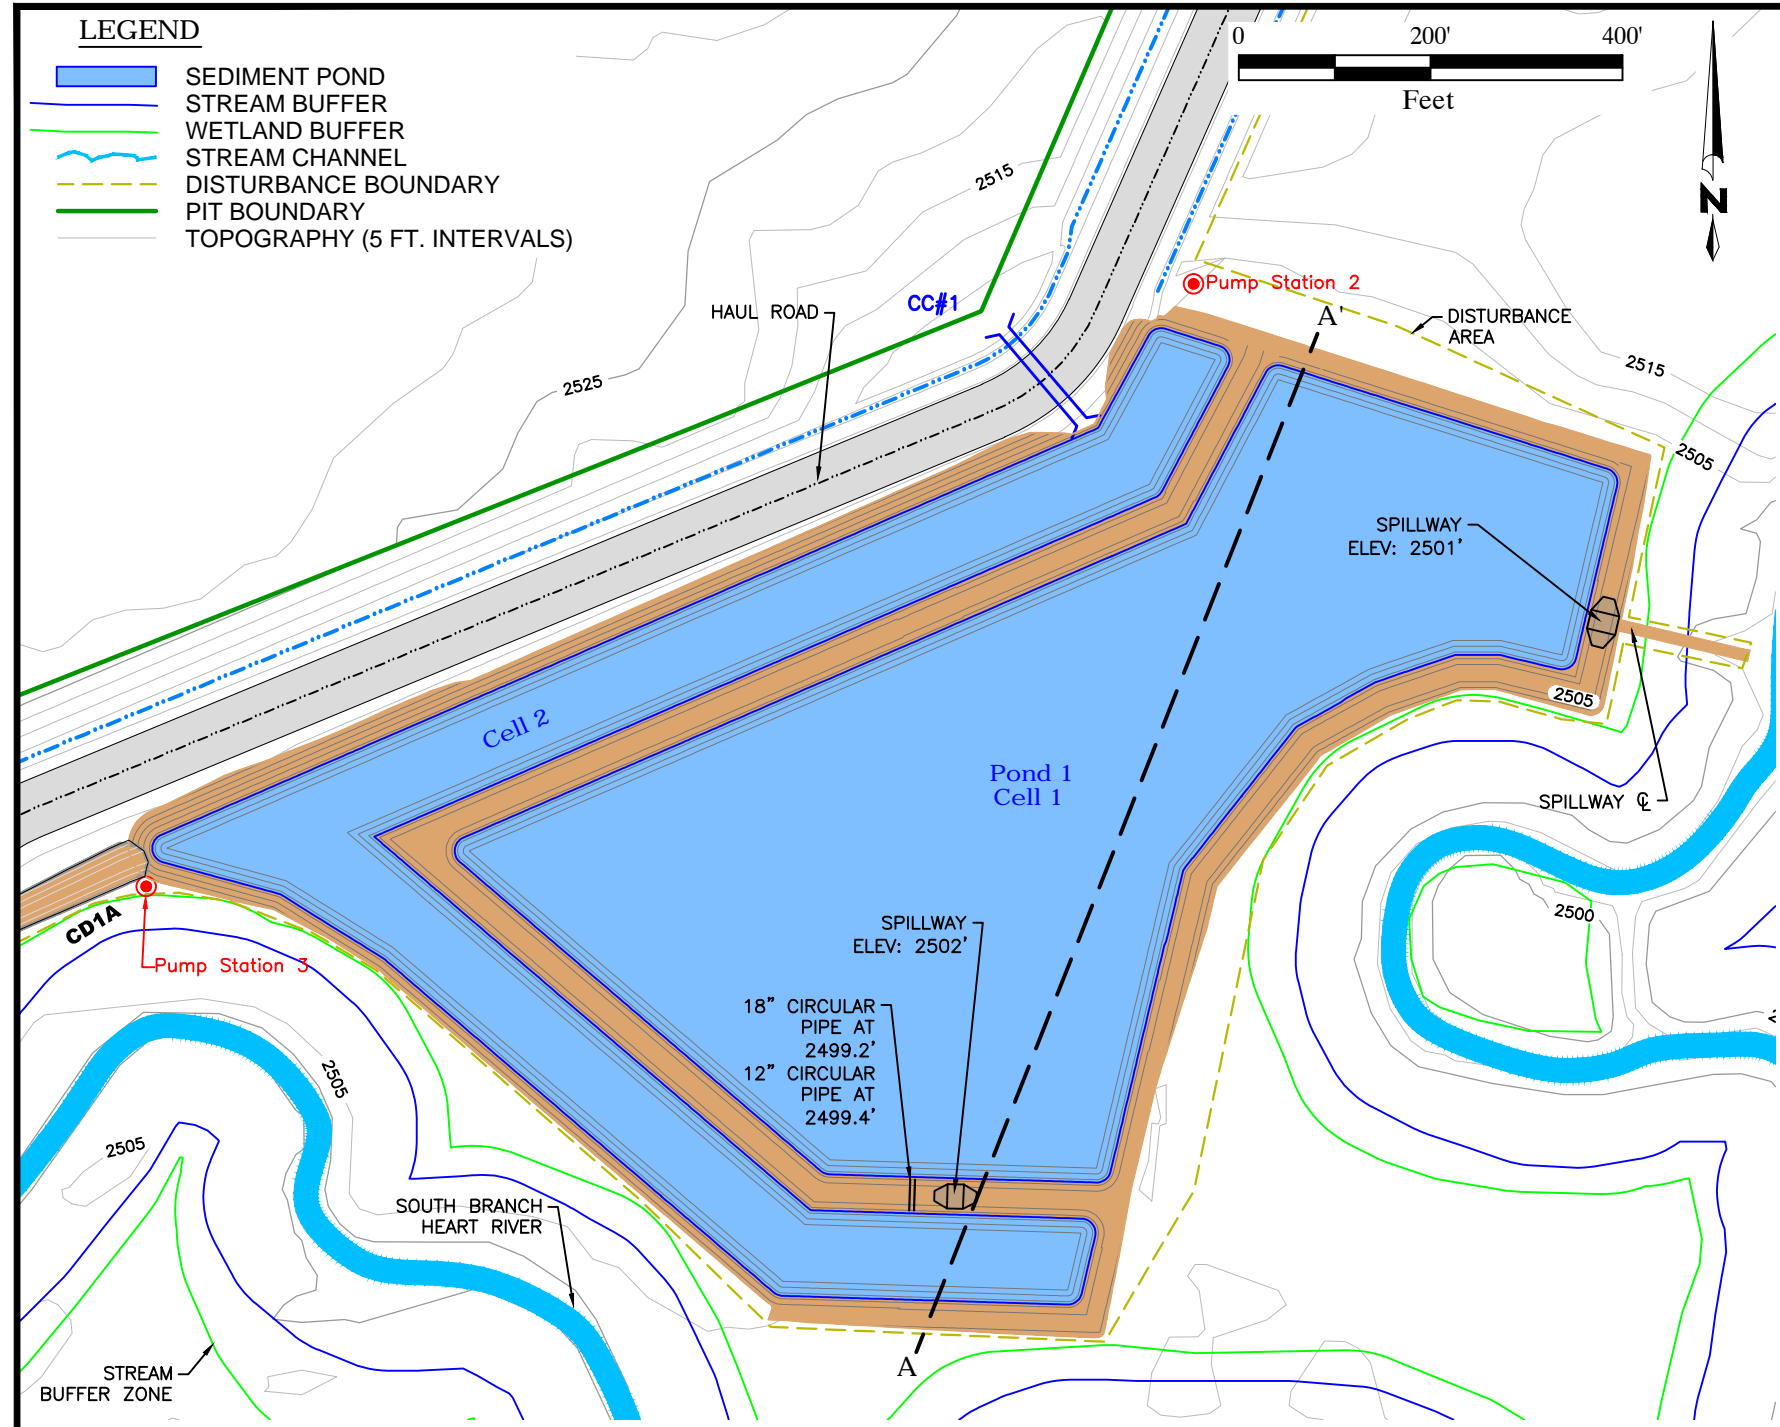 LEGEND
SEDIMENT POND
STREAM BUFFER
WETLAND BUFFER
STREAM CHANNEL
DISTURBANCE BOUNDARY
PIT BOUNDARY
TOPOGRAPHY (5 FT. INTERVALS)
0 200' 400'
Feet
N
2515
Pump Station 2
CC#1
HAUL ROAD
A'
DISTURBANCE
AREA
2515
2525
2505
SPILLWAY
ELEV: 2501'
2505
Cell 2
Pond 1
Cell 1
SPILLWAY ℄
2500
CD1A
SPILLWAY
ELEV: 2502'
Pump Station 3
18" CIRCULAR
PIPE AT
2499.2'
12" CIRCULAR
PIPE AT
2499.4'
2505
2505
SOUTH BRANCH
HEART RIVER
STREAM
BUFFER ZONE
A